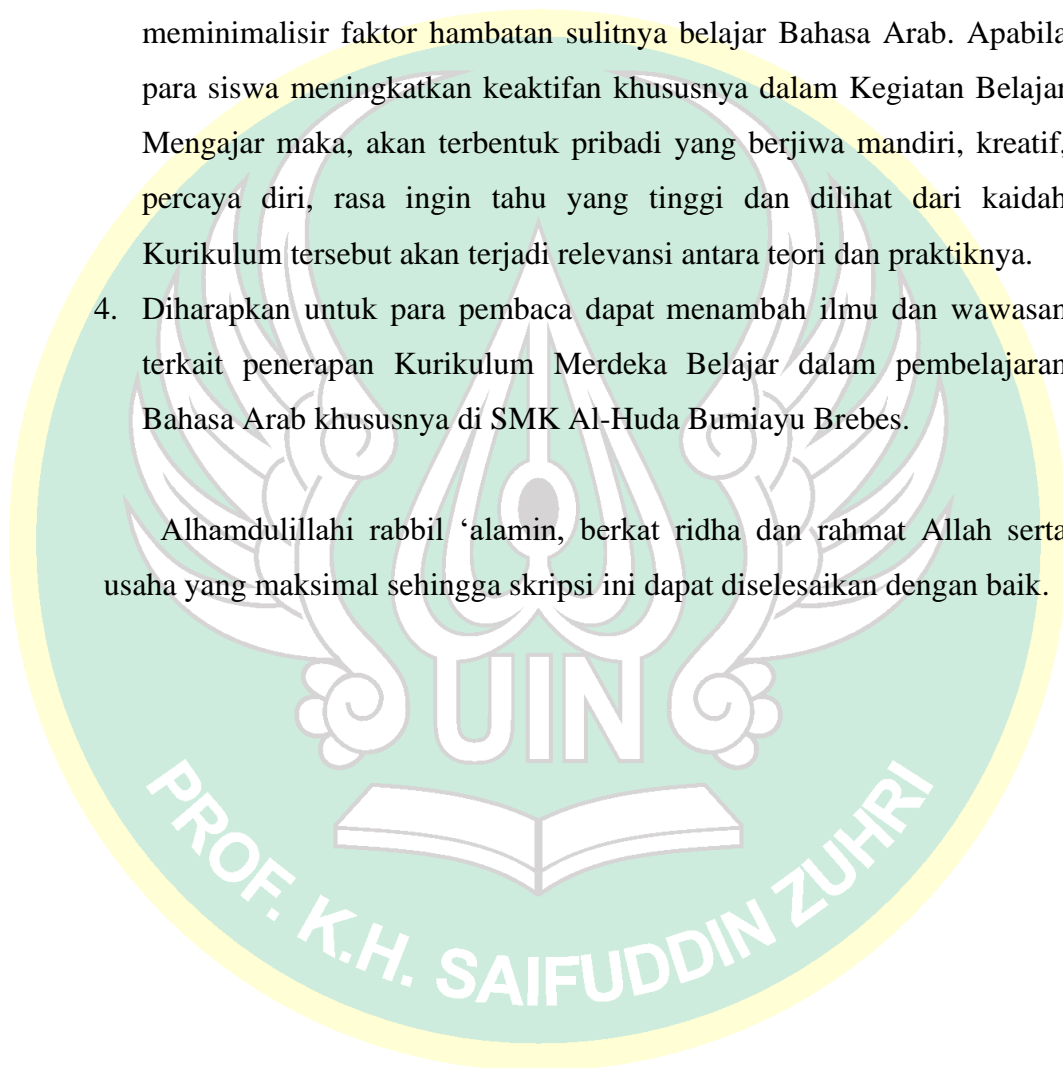 meminimalisir faktor hambatan sulitnya belajar Bahasa Arab. Apabila
para siswa meningkatkan keaktifan khususnya dalam Kegiatan Belajar
Mengajar maka, akan terbentuk pribadi yang berjiwa mandiri, kreatif,
percaya diri, rasa ingin tahu yang tinggi dan dilihat dari kaidah
Kurikulum tersebut akan terjadi relevansi antara teori dan praktiknya.
4. Diharapkan untuk para pembaca dapat menambah ilmu dan wawasan
terkait penerapan Kurikulum Merdeka Belajar dalam pembelajaran
Bahasa Arab khususnya di SMK Al-Huda Bumiayu Brebes.
Alhamdulillahi rabbil ‘alamin, berkat ridha dan rahmat Allah serta
usaha yang maksimal sehingga skripsi ini dapat diselesaikan dengan baik.
UIN
PROF. K.H. SAIFUDDIN ZUHRI